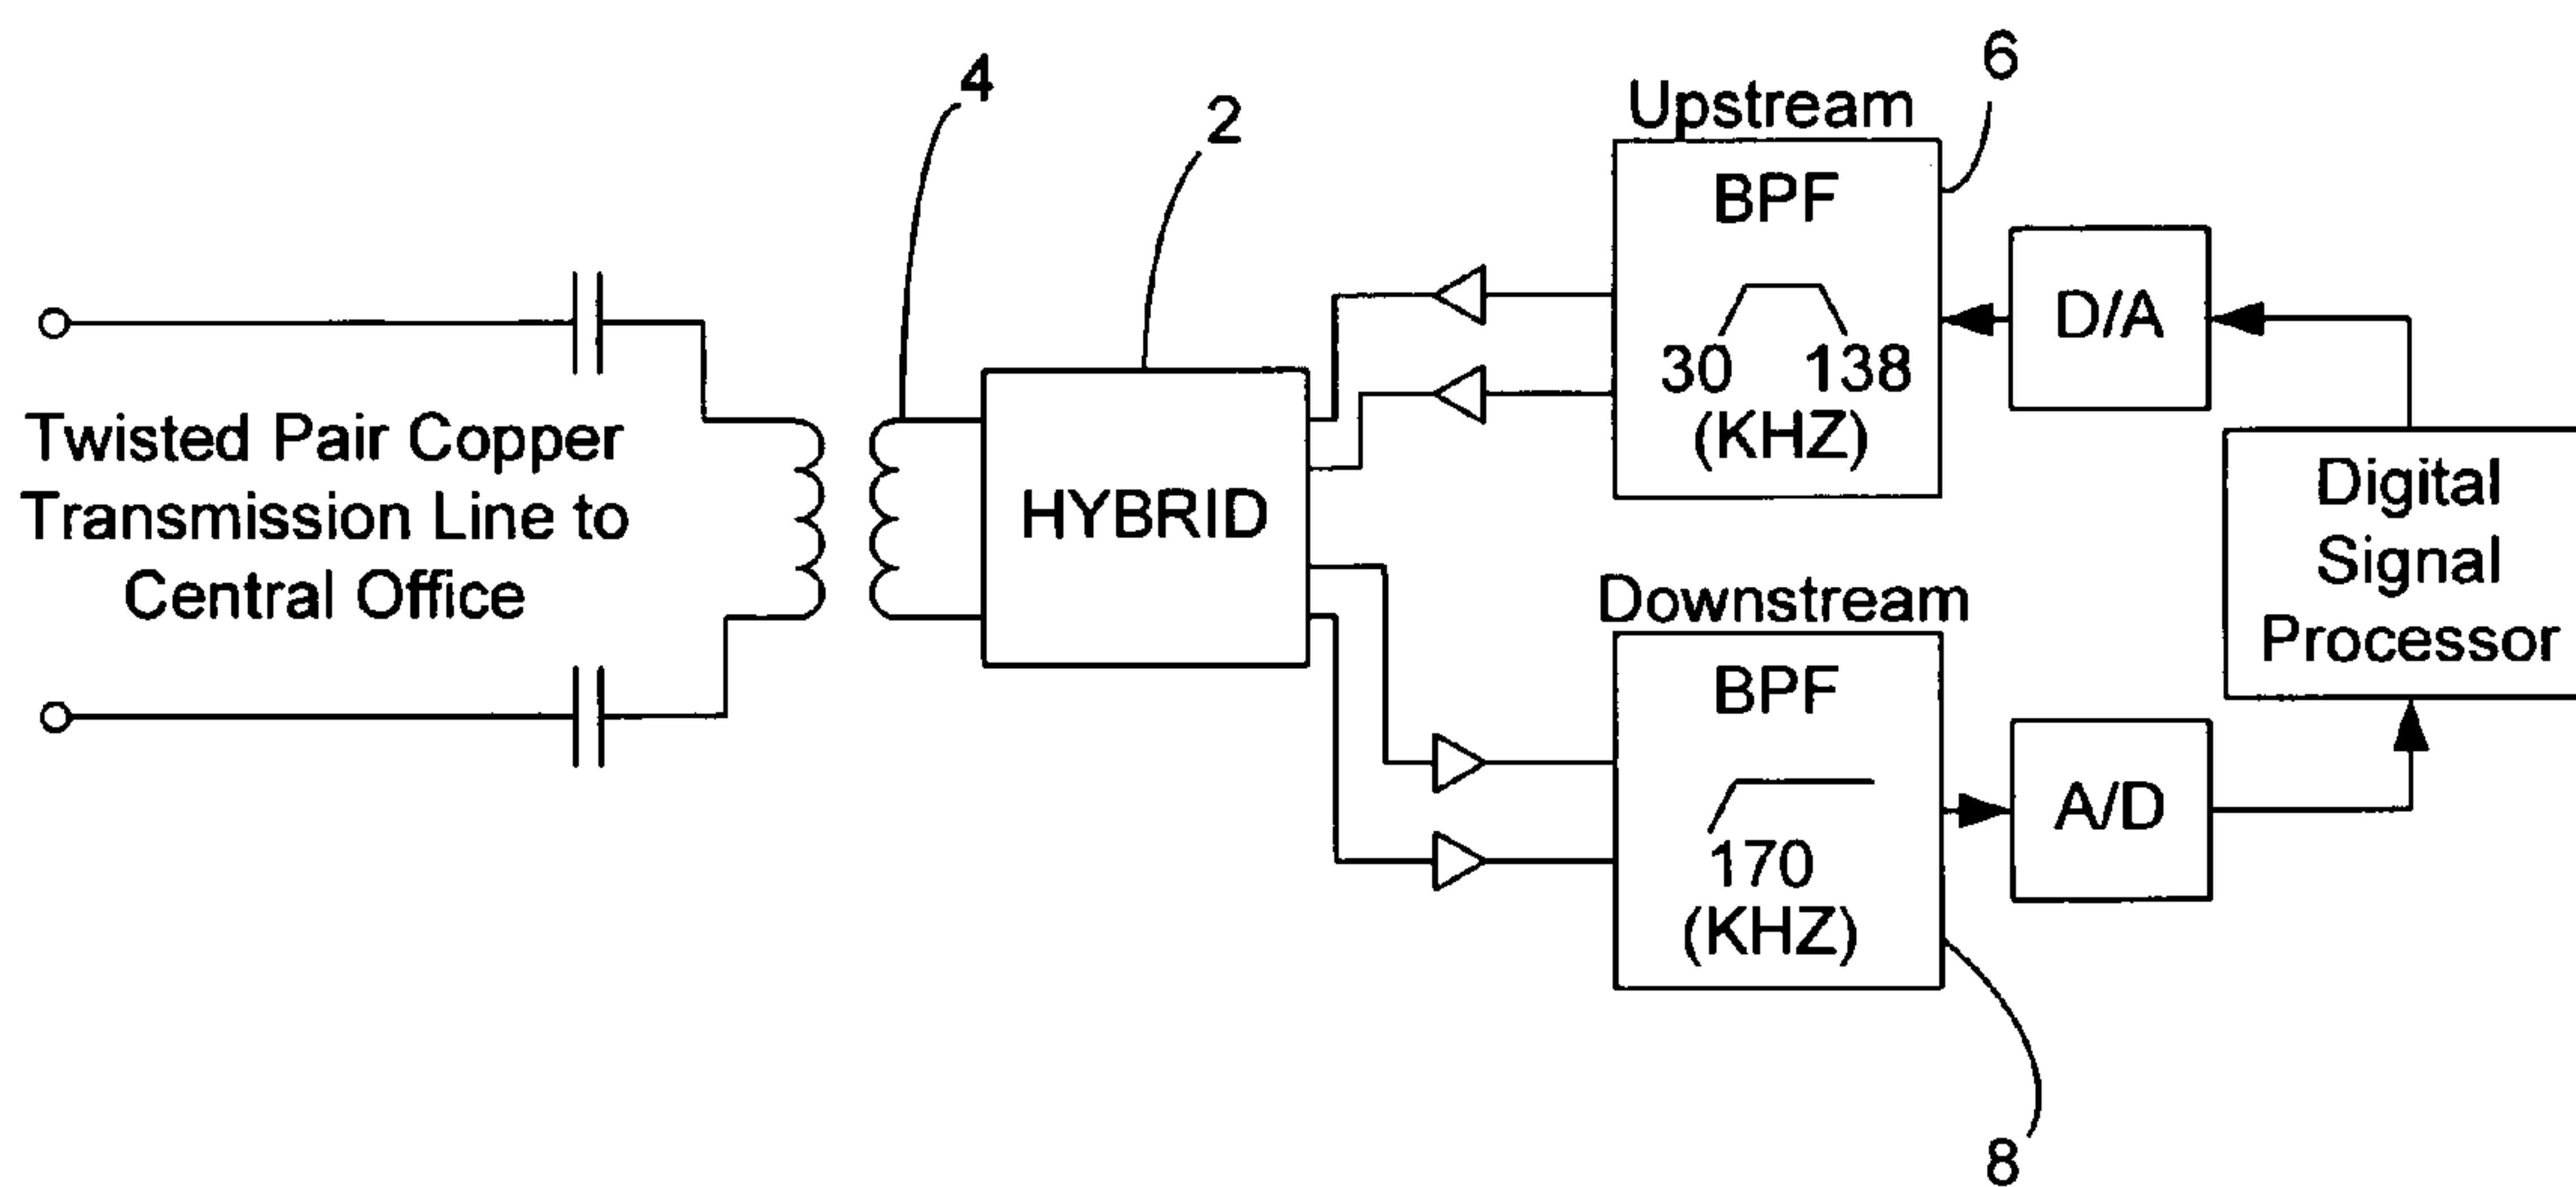 4
2
6
Upstream
BPF
30 138
(KHZ)
D/A
Twisted Pair Copper
Transmission Line to
Central Office
HYBRID
Digital
Signal
Processor
Downstream
BPF
170
(KHZ)
A/D
8